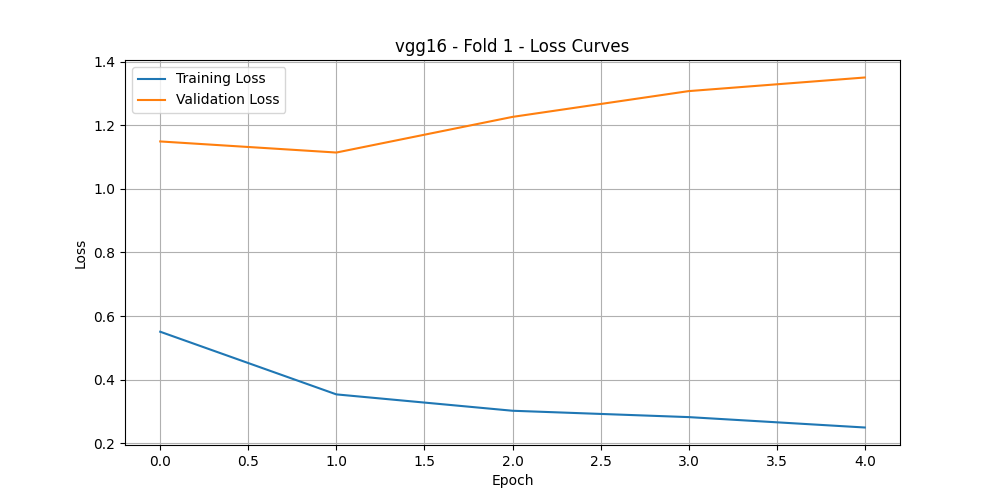 vgg16 - Fold 1 - Loss Curves
Training Loss
Validation Loss
Loss
1.4
1.2
1.0
0.8
0.6
0.4
0.2
0.0 0.5 1.0 1.5 2.0 2.5 3.0 3.5 4.0
Epoch